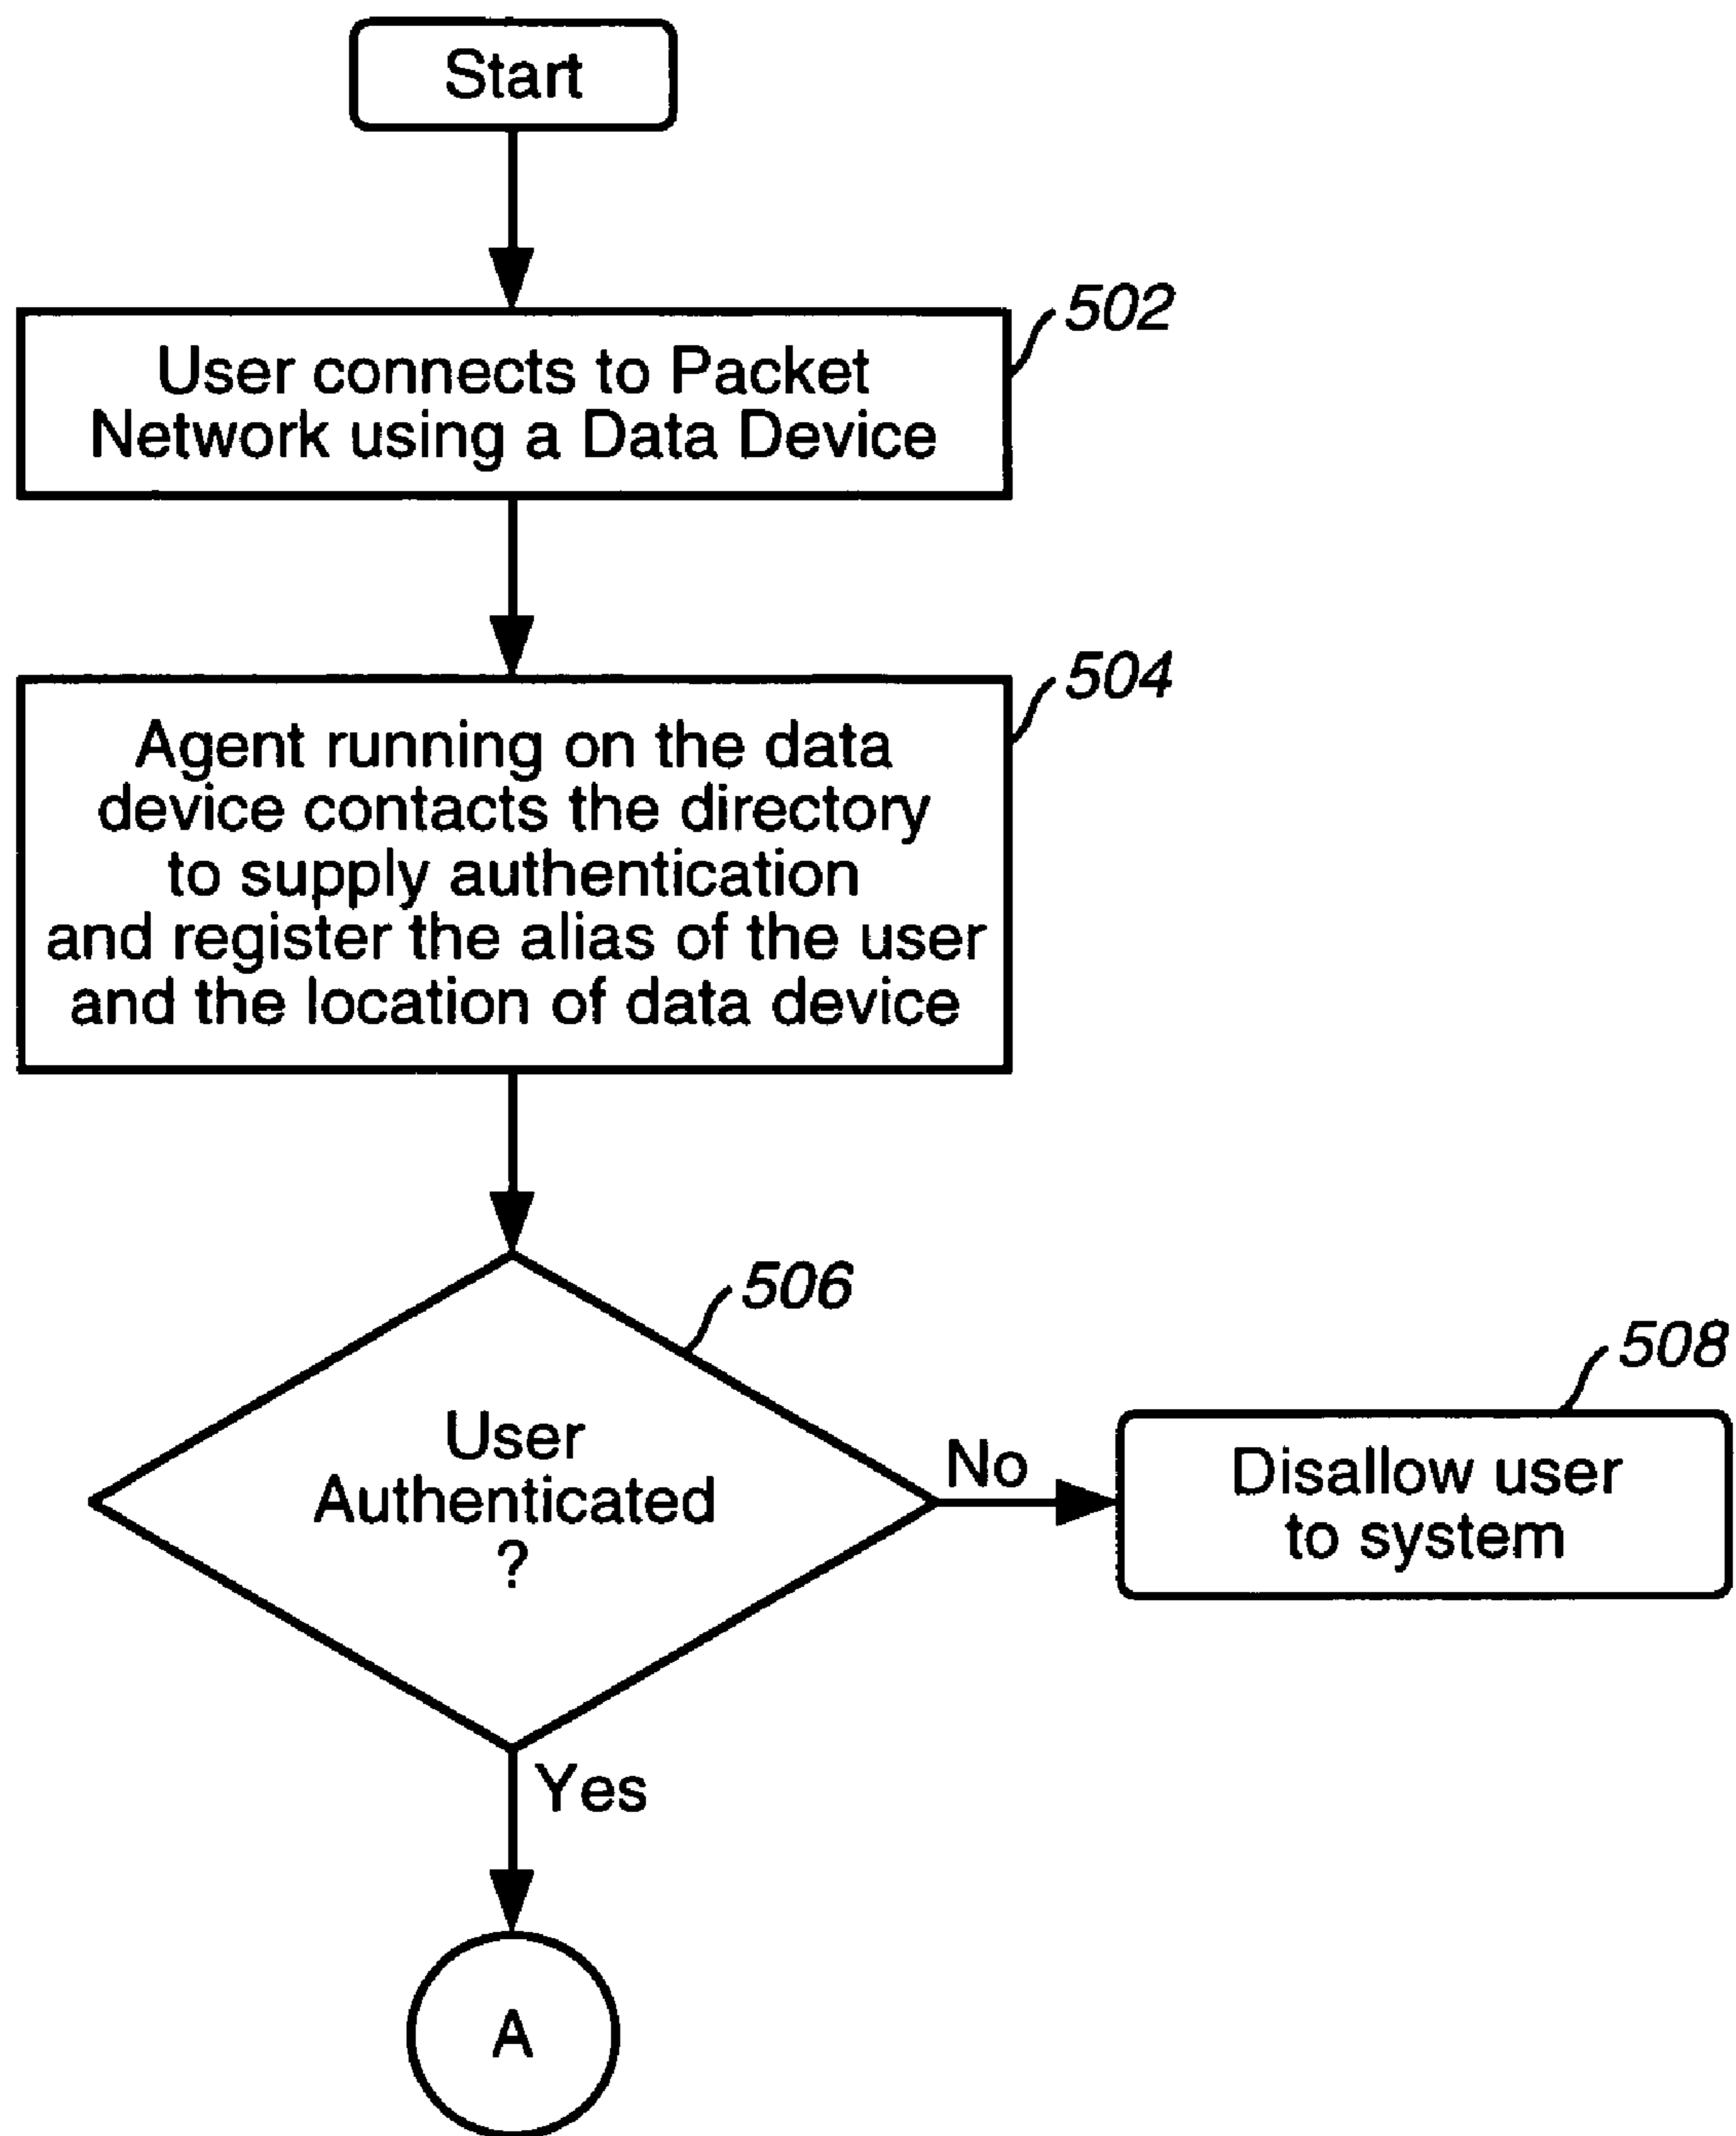 Start
502
User connects to Packet
Network using a Data Device
504
Agent running on the data
device contacts the directory
to supply authentication
and register the alias of the user
and the location of data device
506
User
Authenticated
?
No
508
Disallow user
to system
Yes
A